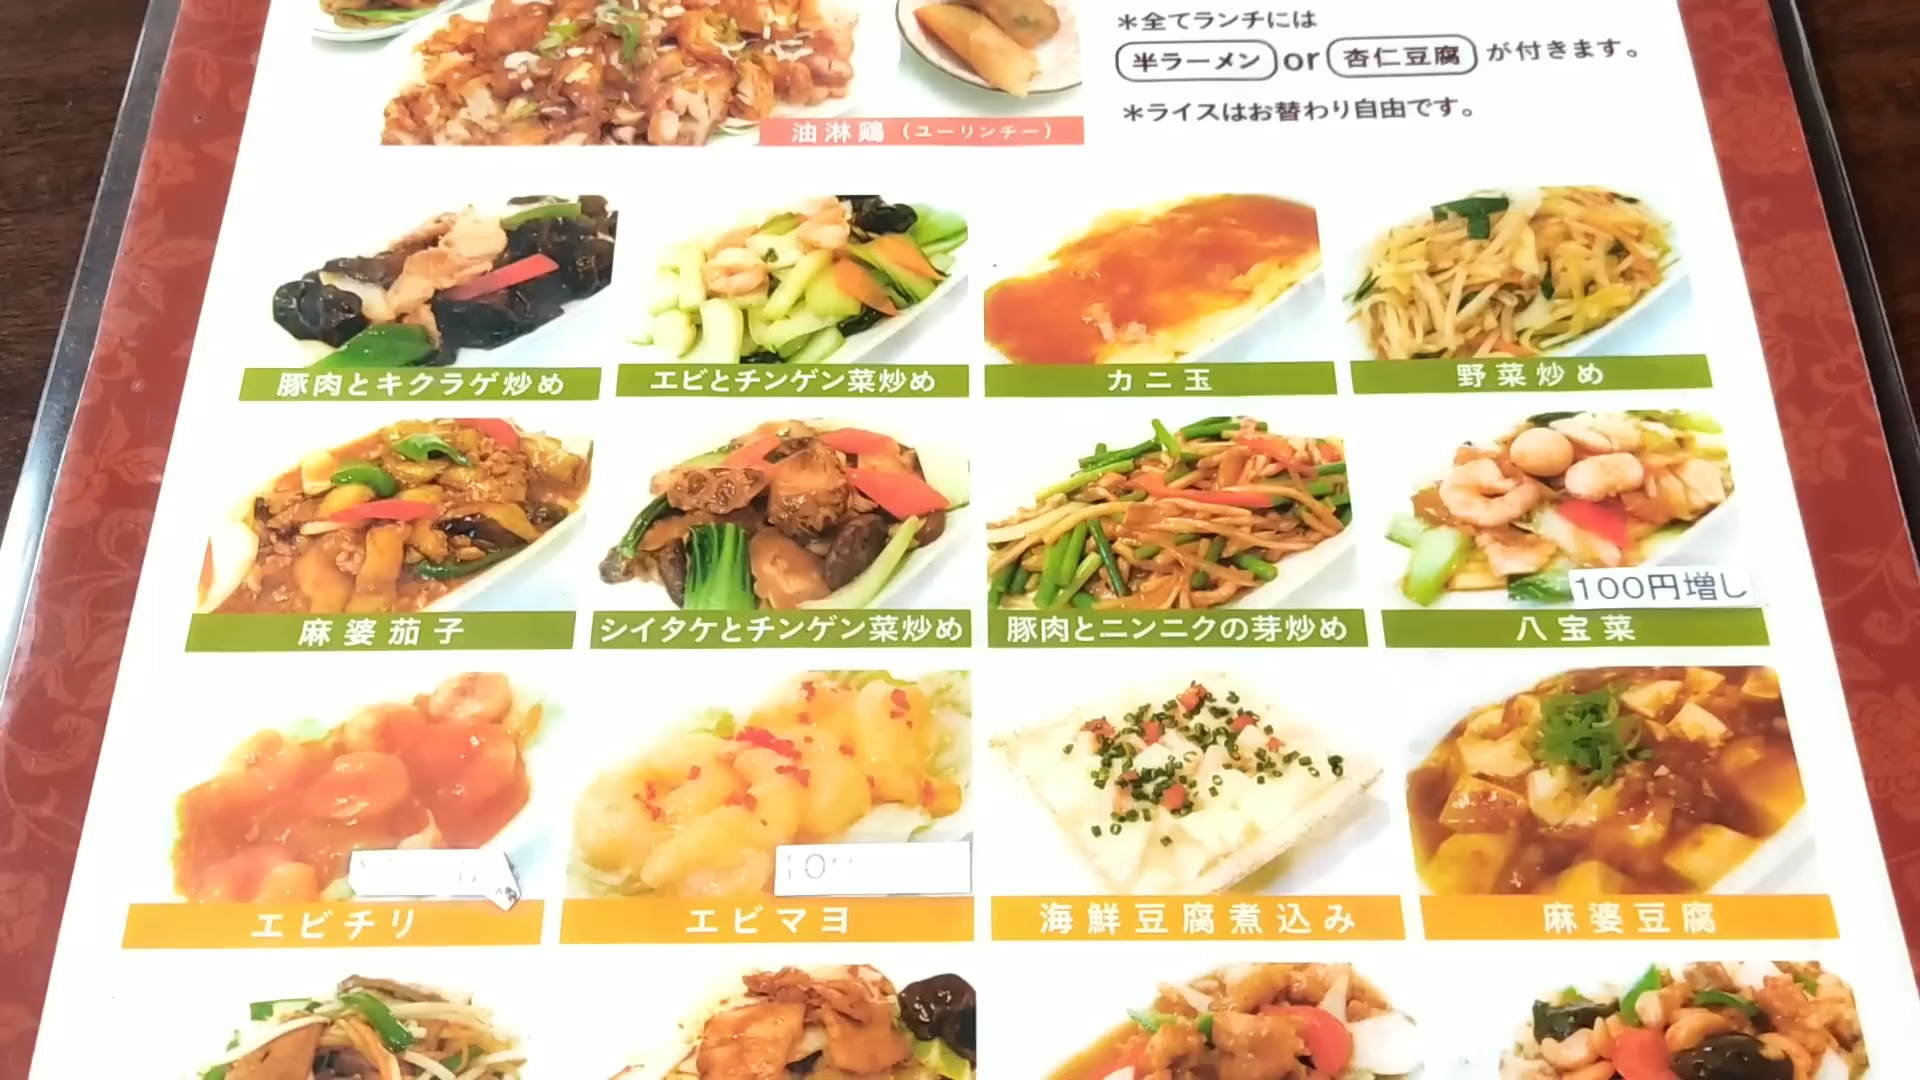 ＊全てランチには
半ラーメン or 杏仁豆腐 が付きます。
＊ライスはお替わり自由です。
油淋鶏（ユーリンチー）
豚肉とキクラゲ炒め
エビとチンゲン菜炒め
カニ玉
野菜炒め
100円増し
麻婆茄子
シイタケとチンゲン菜炒め
豚肉とニンニクの芽炒め
八宝菜
10
エビチリ
エビマヨ
海鮮豆腐煮込み
麻婆豆腐